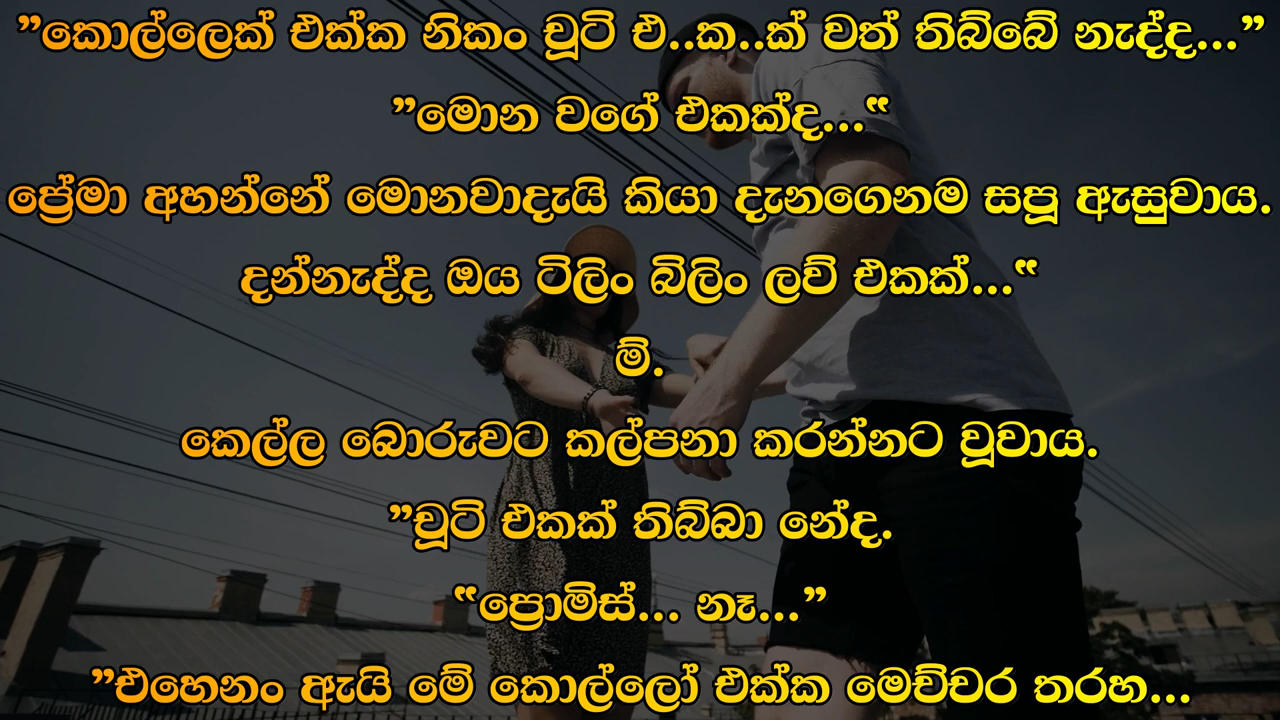 ”කොල්ලෙක් එක්ක නිකං චූටි එ..ක..ක් වත් තිබ්බේ නැද්ද...”
”මොන වගේ එකක්ද...“
ප්‍රේමා අහන්නේ මොනවාදැයි කියා දැනගෙනම සපූ ඇසුවාය.
දන්නැද්ද ඔය ටිලිං බිලිං ලව් එකක්...“
ම්.
කෙල්ල බොරුවට කල්පනා කරන්නට වූවාය.
”චූටි එකක් තිබ්බා නේද.
“ප්‍රොමිස්... නෑ...”
”එහෙනං ඇයි මේ කොල්ලෝ එක්ක මෙච්චර තරහ...